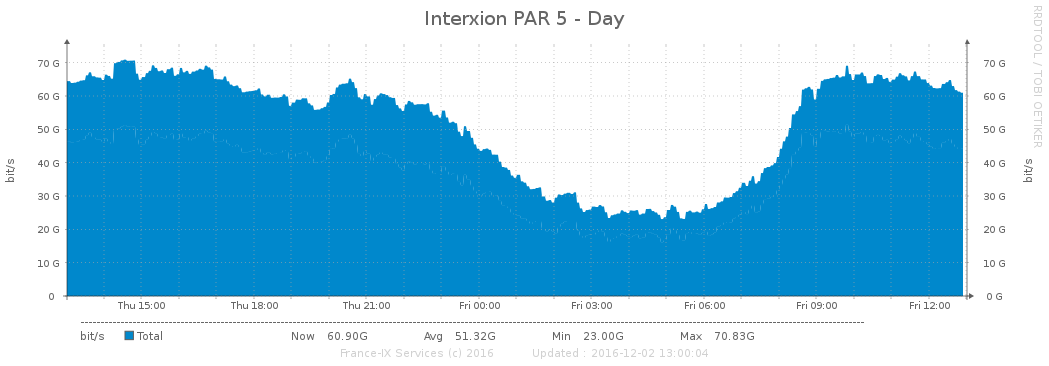 Interxion PAR 5 - Day
RRDTOOL / TOBI OETIKER
bit/s
70 G
60 G
50 G
40 G
30 G
20 G
10 G
0
70 G
60 G
50 G
40 G
30 G
20 G
10 G
0 G
bit/s
Thu 15:00 Thu 18:00 Thu 21:00 Fri 00:00 Fri 03:00 Fri 06:00 Fri 09:00 Fri 12:00
bit/s Total Now 60.90G Avg 51.32G Min 23.00G Max 70.83G
France-IX Services (c) 2016 Updated : 2016-12-02 13:00:04